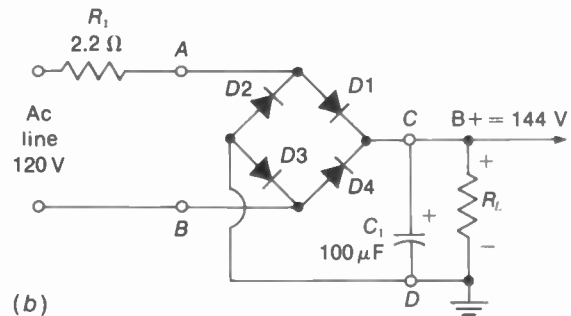 R₁
2.2 Ω
A
D2
D1
Ac
line
120 V
D3
D4
C
B+ = 144 V
+
+
R_L
−
B
C₁
100 μF
D
(b)